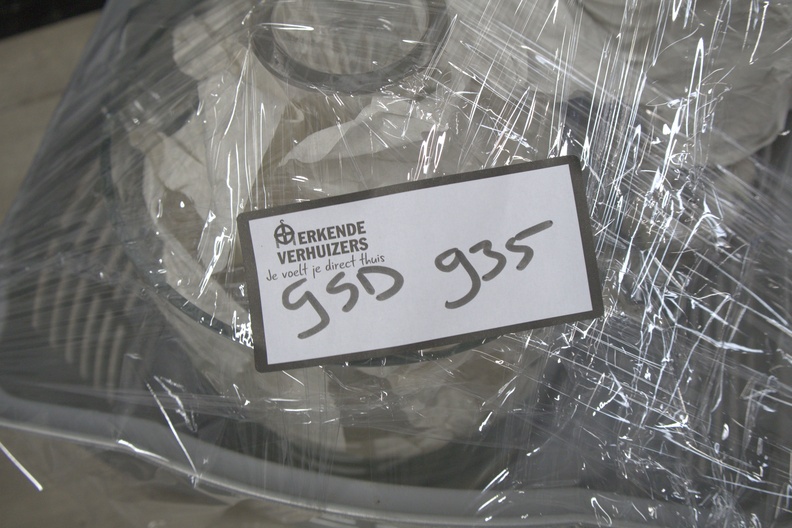 ERKENDE
VERHUIZERS
Je voelt je direct thuis
GSD 935